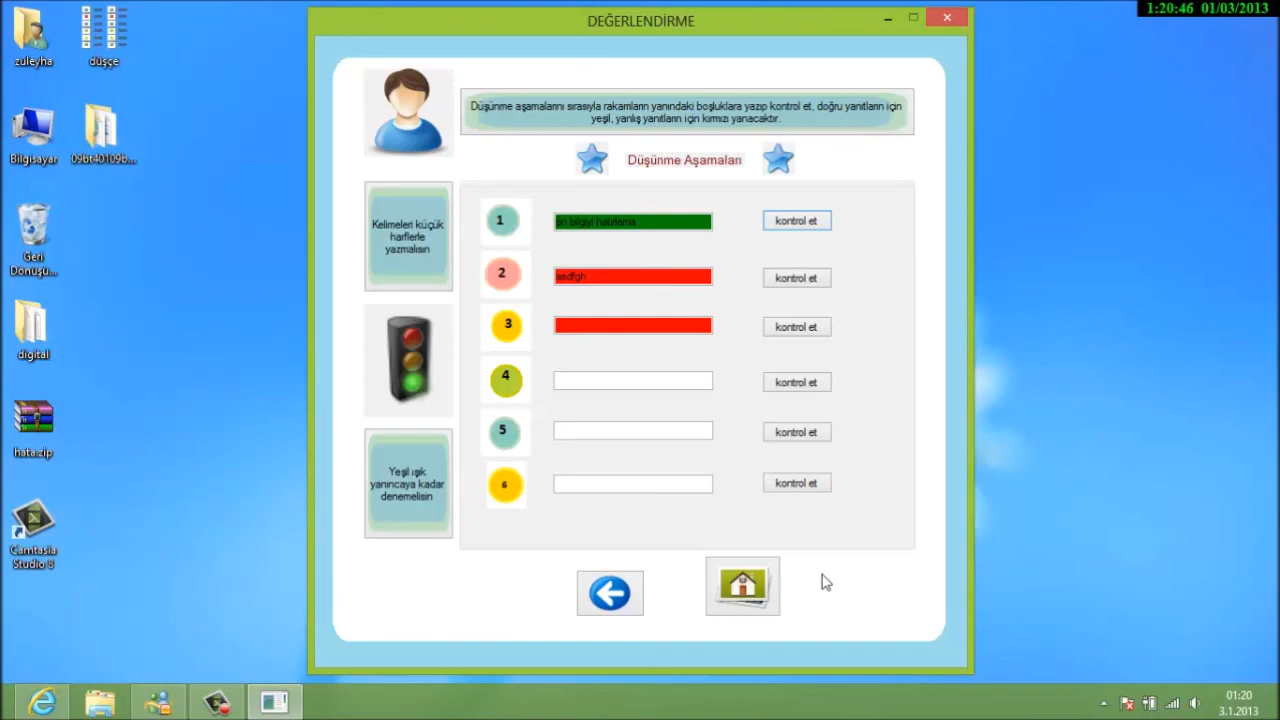 1:20:46 01/03/2013
DEĞERLENDİRME
zuleyha
düşçe
Bilgisayar
09bt40109b...
Geri
Dönüşü...
digital
hata.zip
Camtasia
Studio 8
Düşünme aşamalarını sırasıyla rakamların yanındaki boşluklara yazıp kontrol et. doğru yanıtların için
yeşil, yanlış yanıtların için kırmızı yanacaktır.
Düşünme Aşamaları
Kelimeleri küçük
harflerle
yazmalısın
Yeşil ışık
yanıncaya kadar
denemelisin
1 ön bilgiyi hatırlama kontrol et
2 asdfgh kontrol et
3 kontrol et
4 kontrol et
5 kontrol et
6 kontrol et
01:20
3.1.2013